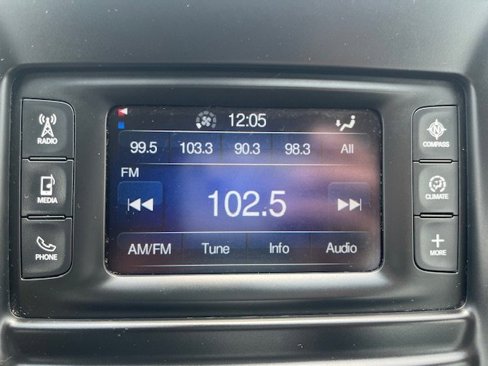 12:05
99.5 103.3 90.3 98.3 All
RADIO
COMPASS
FM
102.5
MEDIA
CLIMATE
AM/FM Tune Info Audio
PHONE
MORE